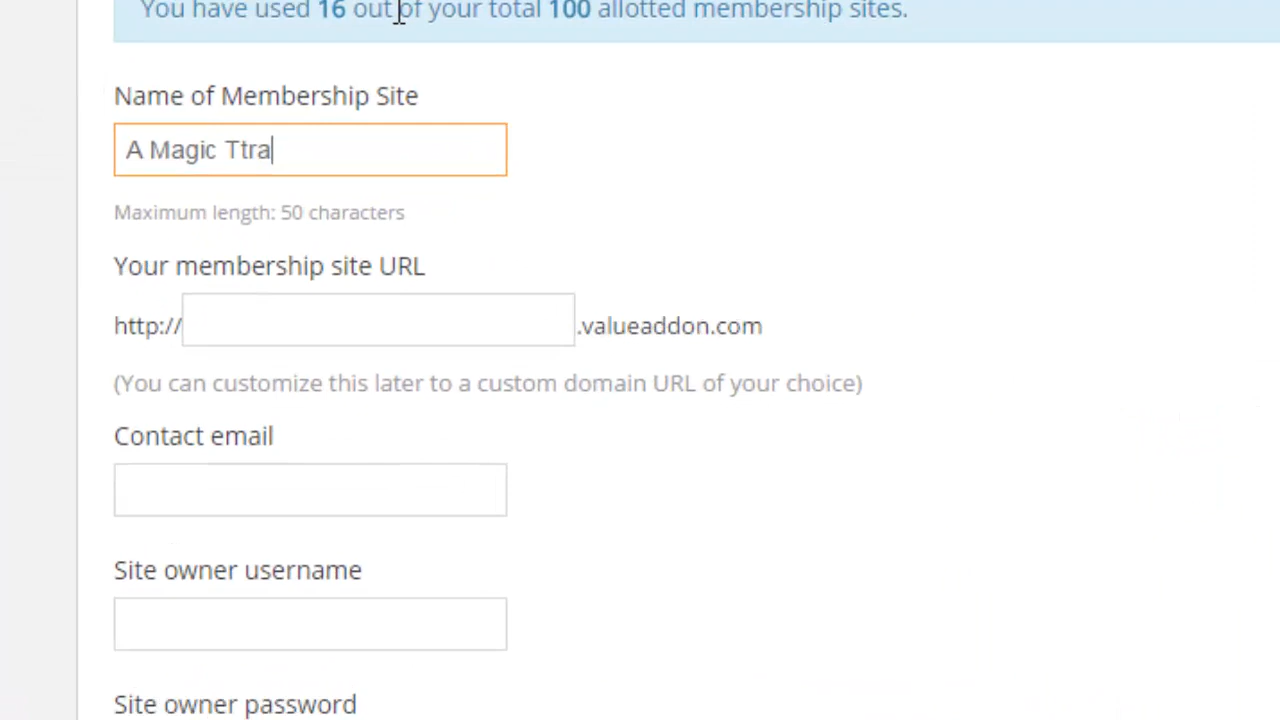 You have used 16 out of your total 100 allotted membership sites.
Name of Membership Site
A Magic Ttra
Maximum length: 50 characters
Your membership site URL
http:// .valueaddon.com
(You can customize this later to a custom domain URL of your choice)
Contact email
Site owner username
Site owner password